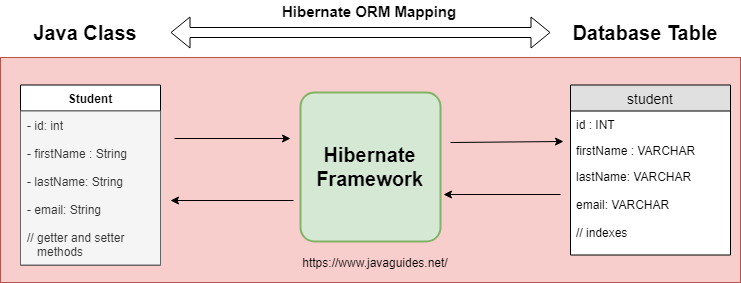 Hibernate ORM Mapping
Java Class
Database Table
Student
- id: int
- firstName : String
- lastName: String
- email: String
// getter and setter
methods
Hibernate
Framework
https://www.javaguides.net/
student
id : INT
firstName : VARCHAR
lastName: VARCHAR
email: VARCHAR
// indexes